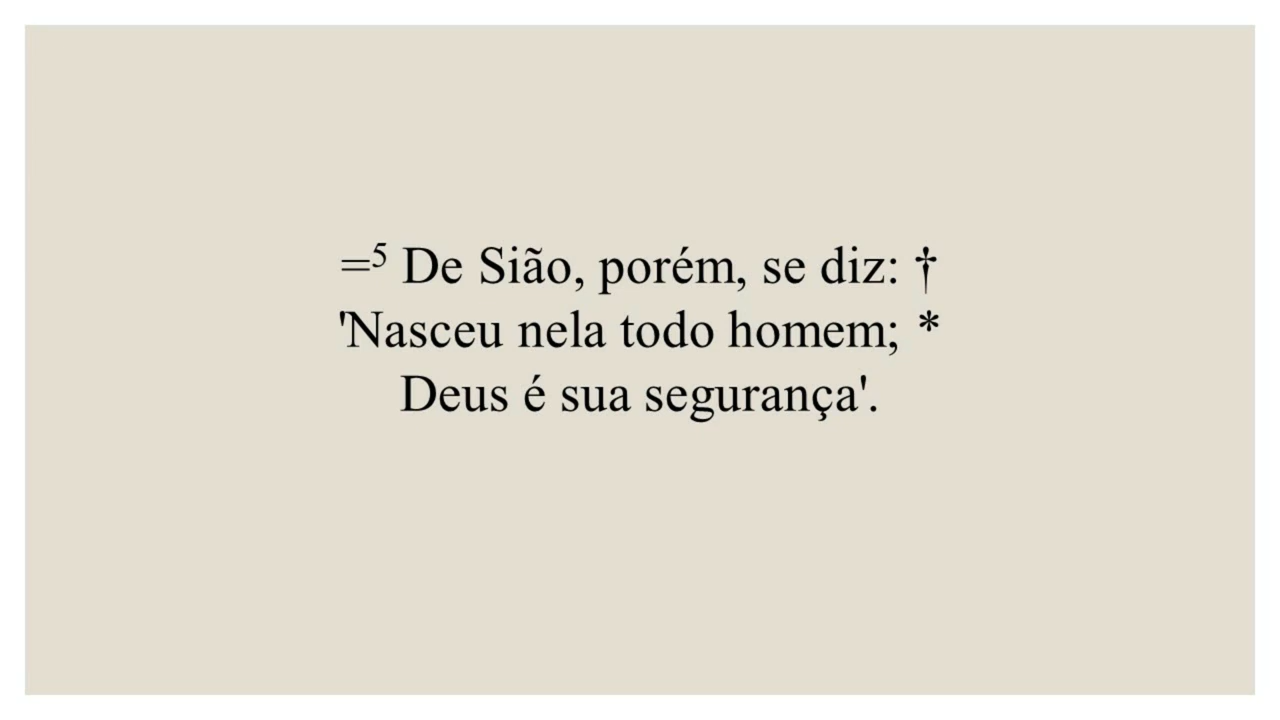 =⁵ De Sião, porém, se diz: †
'Nasceu nela todo homem; *
Deus é sua segurança'.